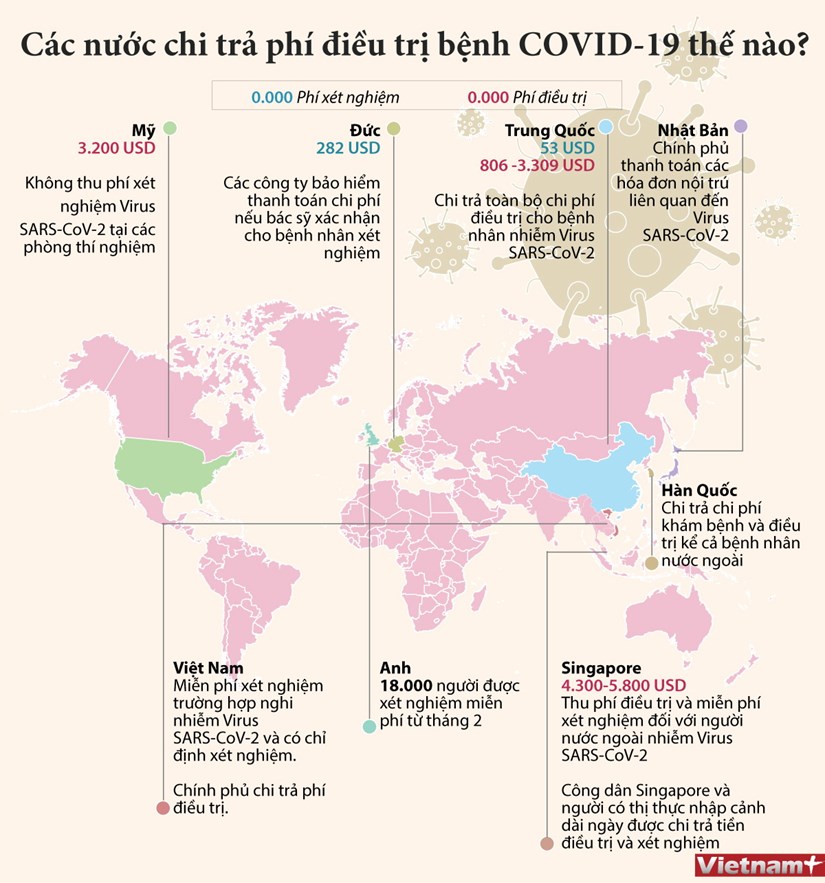 Các nước chi trả phí điều trị bệnh COVID-19 thế nào?
0.000 Phí xét nghiệm
0.000 Phí điều trị
Mỹ
3.200 USD
Không thu phí xét
nghiệm Virus
SARS-CoV-2 tại các
phòng thí nghiệm
Đức
282 USD
Các công ty bảo hiểm
thanh toán chi phí
nếu bác sỹ xác nhận
cho bệnh nhân xét
nghiệm
Trung Quốc
53 USD
806 -3.309 USD
Chi trả toàn bộ chi phí
điều trị cho bệnh
nhân nhiễm Virus
SARS-CoV-2
Nhật Bản
Chính phủ
thanh toán các
hóa đơn nội trú
liên quan đến
Virus
SARS-CoV-2
Hàn Quốc
Chi trả chi phí
khám bệnh và điều
trị kể cả bệnh nhân
nước ngoài
Việt Nam
Miễn phí xét nghiệm
trường hợp nghi
nhiễm Virus
SARS-CoV-2 và có chỉ
định xét nghiệm.
Chính phủ chi trả phí
điều trị.
Anh
18.000 người được
xét nghiệm miễn
phí từ tháng 2
Singapore
4.300-5.800 USD
Thu phí điều trị và miễn phí
xét nghiệm đối với người
nước ngoài nhiễm Virus
SARS-CoV-2
Công dân Singapore và
người có thị thực nhập cảnh
dài ngày được chi trả tiền
điều trị và xét nghiệm
Vietnam+